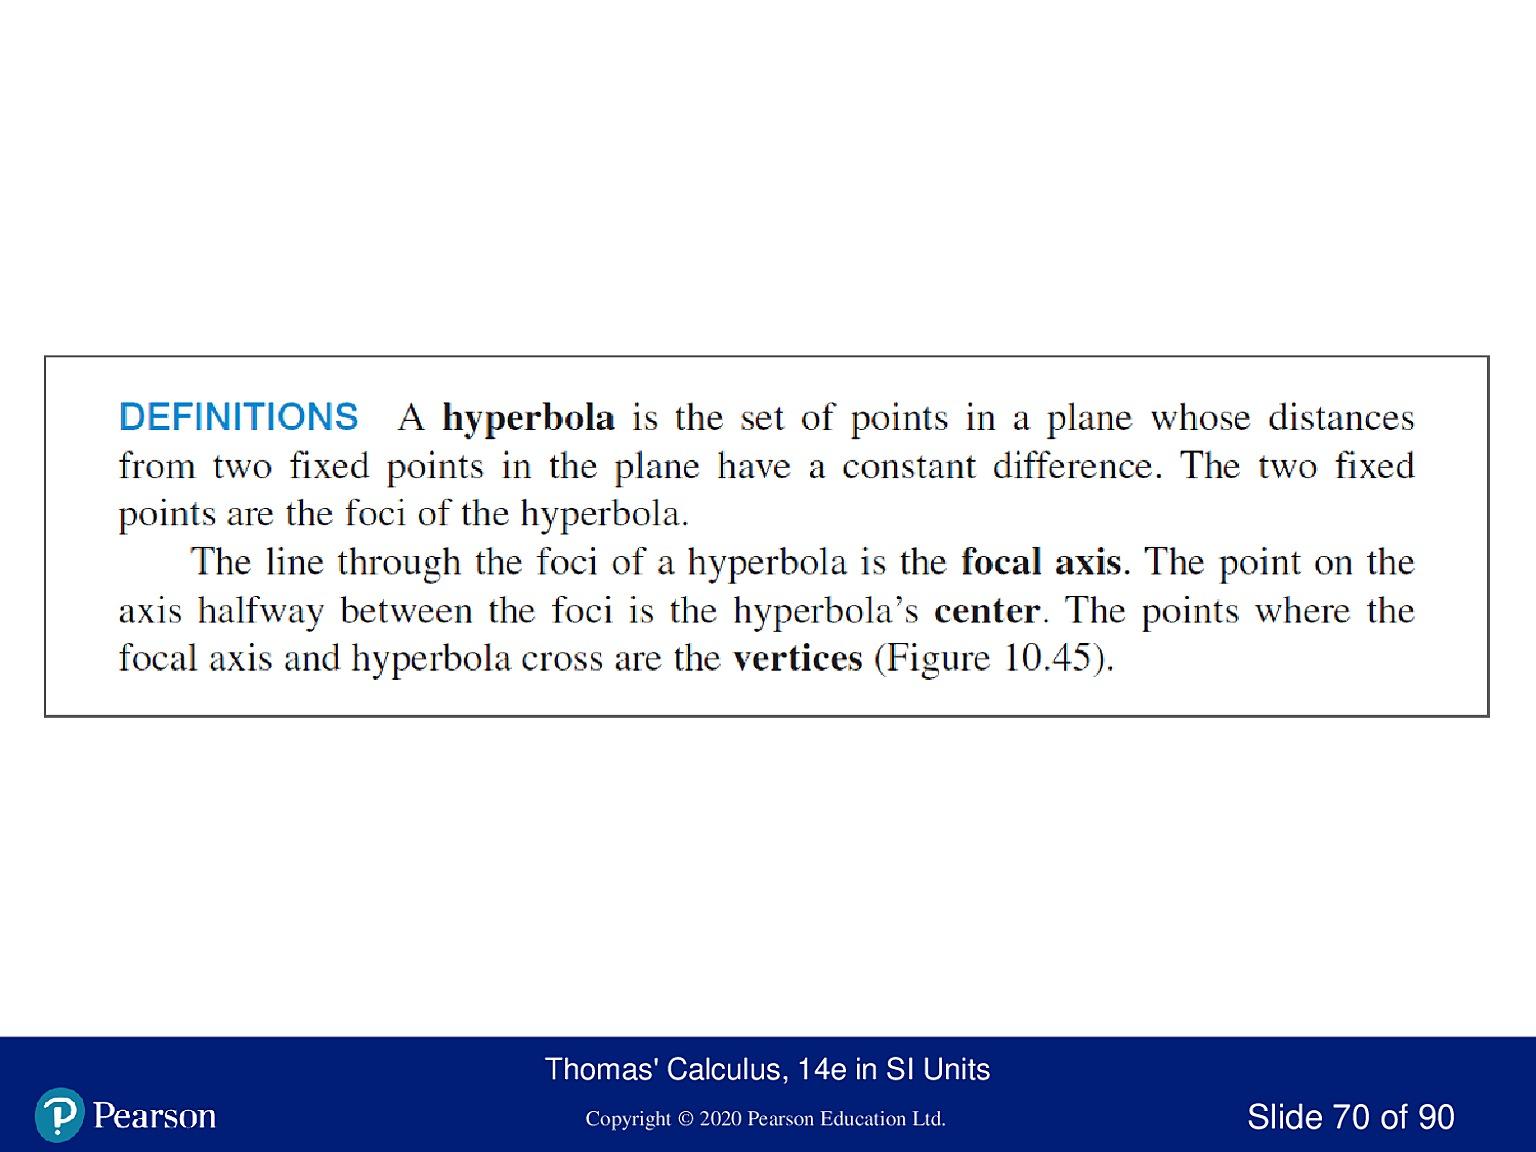 DEFINITIONS A hyperbola is the set of points in a plane whose distances
from two fixed points in the plane have a constant difference. The two fixed
points are the foci of the hyperbola.
The line through the foci of a hyperbola is the focal axis. The point on the
axis halfway between the foci is the hyperbola’s center. The points where the
focal axis and hyperbola cross are the vertices (Figure 10.45).
Thomas' Calculus, 14e in SI Units
Pearson
Copyright © 2020 Pearson Education Ltd.
Slide 70 of 90